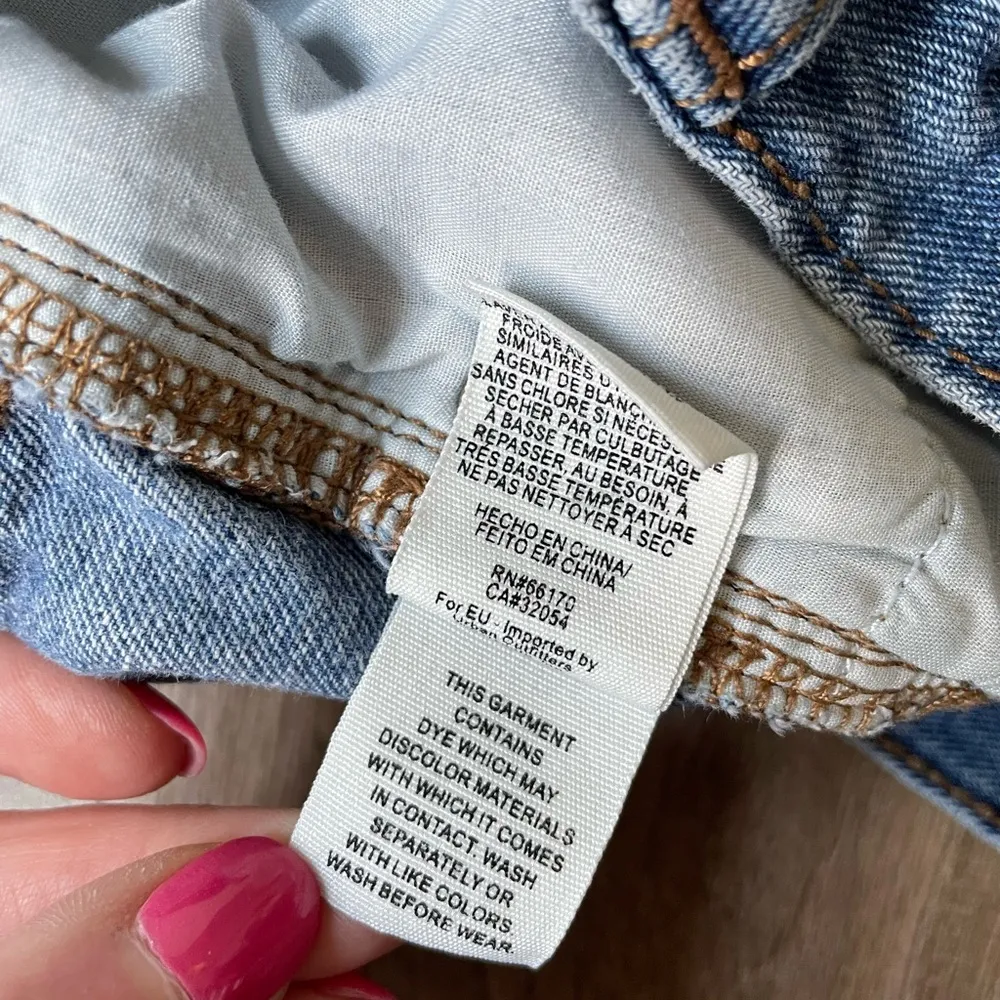 FROIDE
SIMILAIRES
AGENT DE
SANS CHLORE SI
SECHER PAR CULBUTAGE
À BASSE TEMPÉRATURE
REPASSER, AU BESOIN, À
TRÈS BASSE TEMPÉRATURE
NE PAS NETTOYER À SEC
HECHO EN CHINA/
FEITO EM CHINA
RN#66170
CA#32054
For EU - Imported by
Urban Outfitters
THIS GARMENT
CONTAINS
DYE WHICH MAY
DISCOLOR MATERIALS
WITH WHICH IT COMES
IN CONTACT. WASH
SEPARATELY OR
WITH LIKE COLORS
WASH BEFORE WEAR.